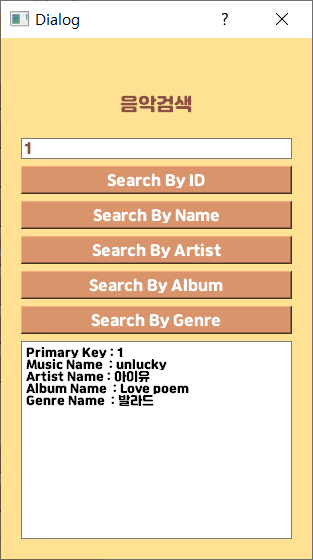 Dialog
음악검색
1
Search By ID
Search By Name
Search By Artist
Search By Album
Search By Genre
Primary Key : 1
Music Name : unlucky
Artist Name : 아이유
Album Name : Love poem
Genre Name : 발라드